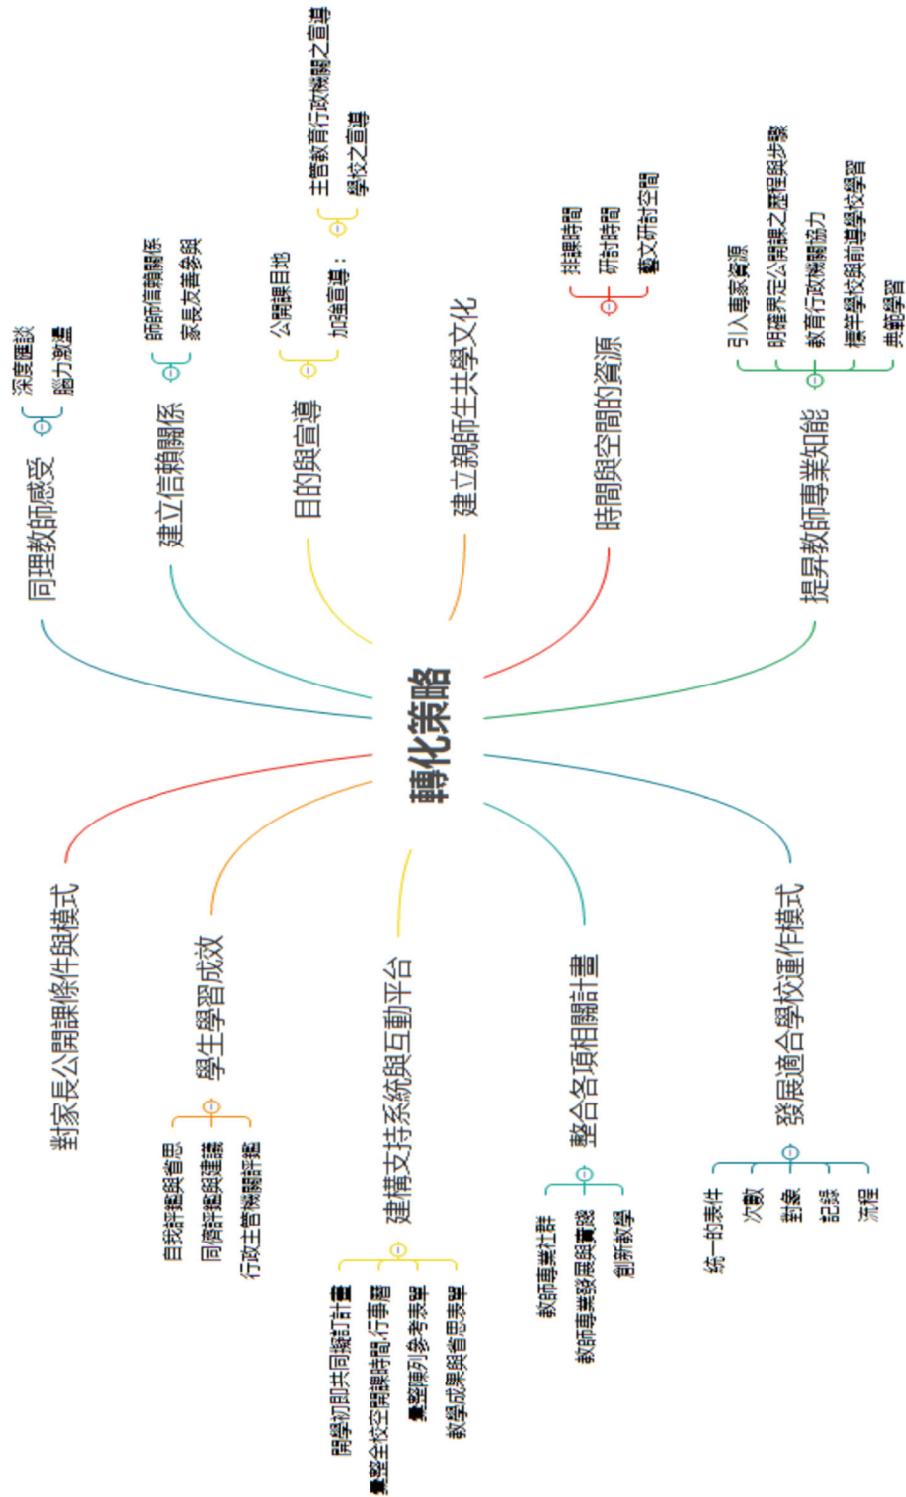 轉化策略
同理教師感受
深度匯談
腦力激盪
建立信賴關係
師師信賴關係
家長友善參與
目的與宣導
公開課目地
加強宣導：
主管教育行政機關之宣導
學校之宣導
建立親師生共學文化
時間與空間的資源
排課時間
研討時間
藝文研討空間
提昇教師專業知能
引入專家資源
明確界定公開課之歷程與步驟
教育行政機關協力
標竿學校與前導學校學習
典範學習
對家長公開課條件與模式
學生學習成效
自我評鑑與省思
同儕評鑑與建議
行政主管機關評鑑
建構支持系統與互動平台
開學初即共同擬訂計畫
彙整全校空開課時間.行事曆
彙整陳列參考表單
教學成果與省思表單
整合各項相關計畫
教師專業社群
教師專業發展與實踐
創新教學
發展適合學校運作模式
統一的表件
次數
對象
記錄
流程